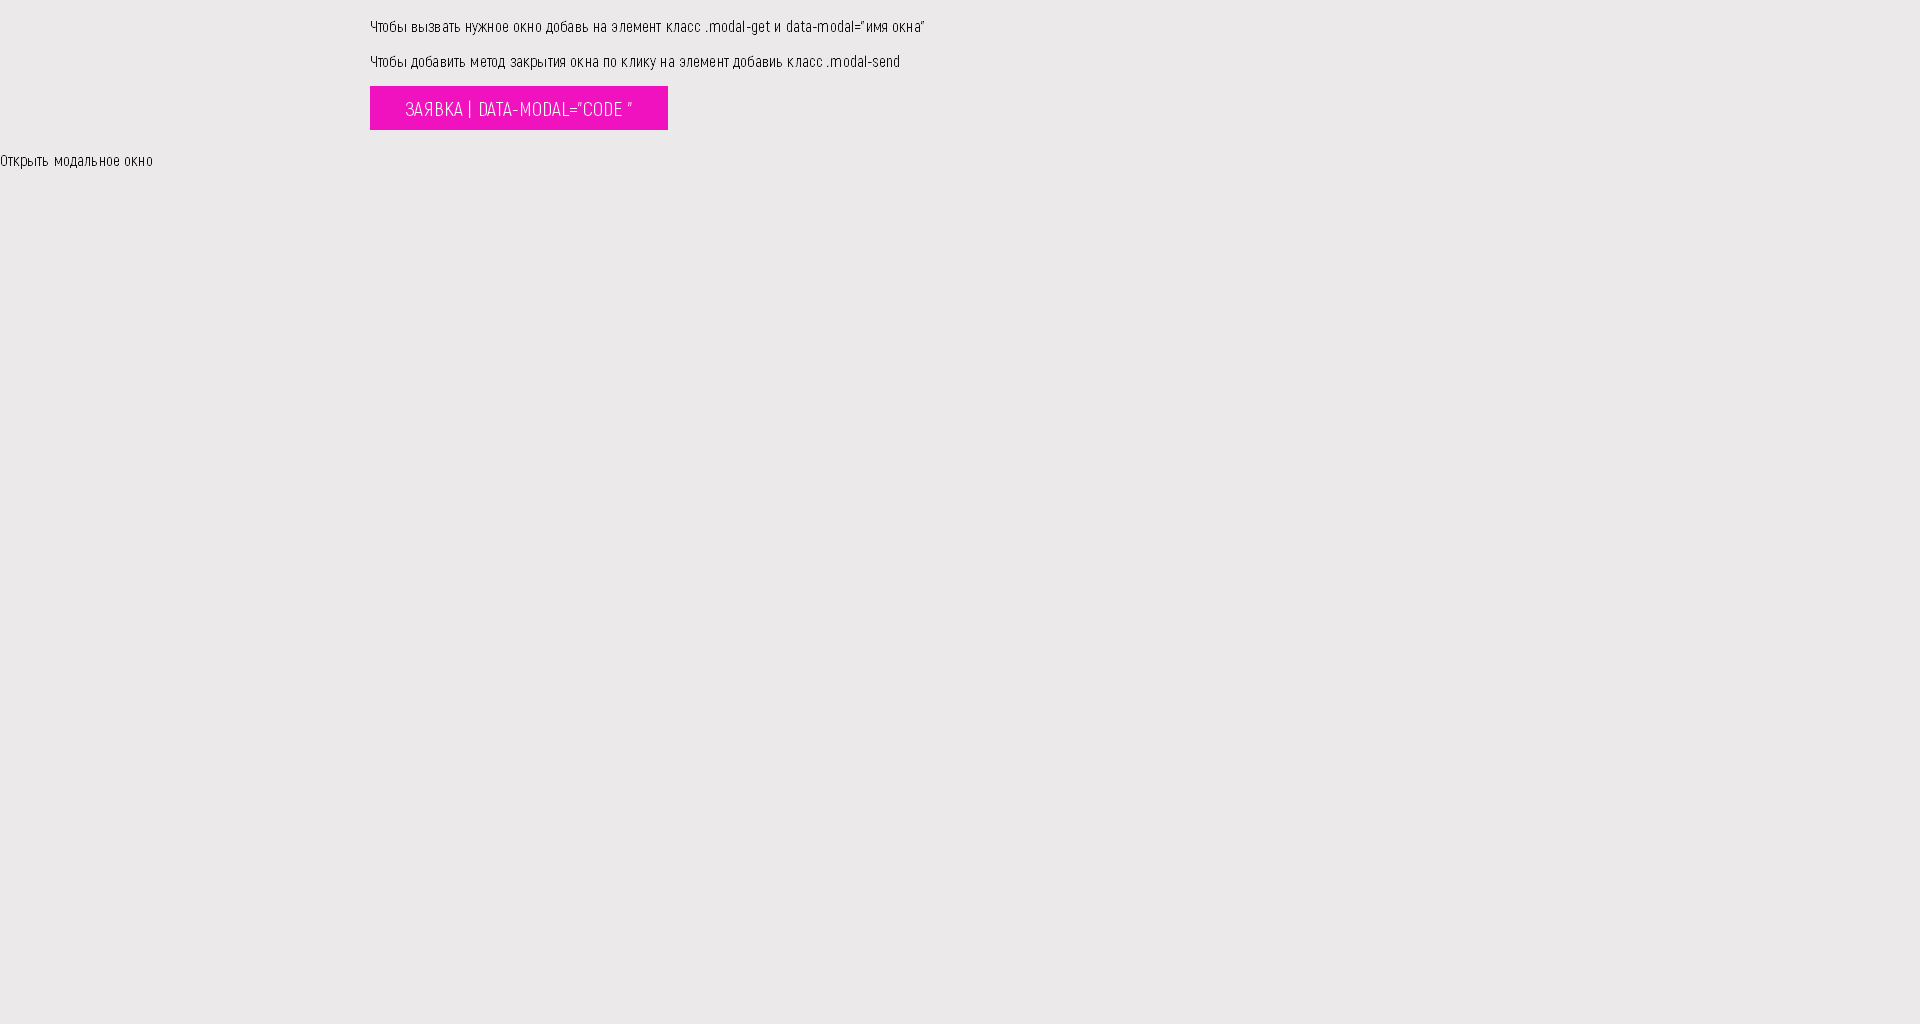 Чтобы вызвать нужное окно добавь на элемент класс .modal-get и data-modal="имя окна"
Чтобы добавить метод закрытия окна по клику на элемент добавиь класс .modal-send
ЗАЯВКА | DATA-MODAL="CODE "
Открыть модальное окно